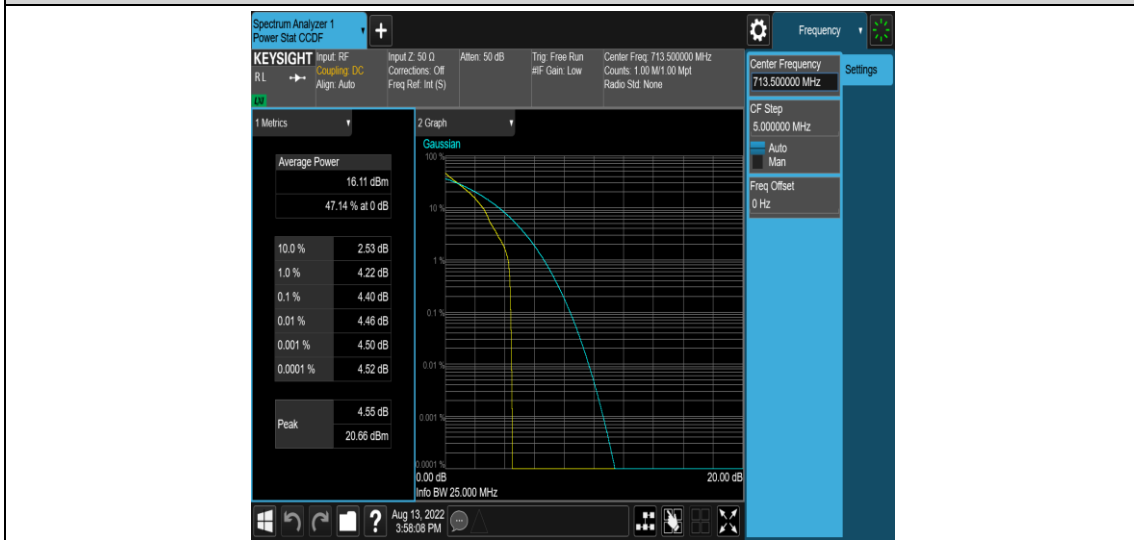 Spectrum Analyzer 1
Power Stat CCDF
+
Frequency
KEYSIGHT
Input: RF
Input Z: 50 Ω
Atten: 50 dB
Trig: Free Run
Center Freq: 713.500000 MHz
R L
Coupling: DC
Corrections: Off
#IF Gain: Low
Counts: 1.00 M/1.00 Mpt
Align: Auto
Freq Ref: Int (S)
Radio Std: None
Center Frequency
713.500000 MHz
Settings
CF Step
5.000000 MHz
Auto
Man
Freq Offset
0 Hz
1 Metrics
Average Power
16.11 dBm
47.14 % at 0 dB
10.0 % 2.53 dB
1.0 % 4.22 dB
0.1 % 4.40 dB
0.01 % 4.46 dB
0.001 % 4.50 dB
0.0001 % 4.52 dB
Peak
4.55 dB
20.66 dBm
2 Graph
Gaussian
100 %
10 %
1 %
0.1 %
0.01 %
0.001 %
0.0001 %
0.00 dB 20.00 dB
Info BW 25.000 MHz
?
Aug 13, 2022
3:58:08 PM